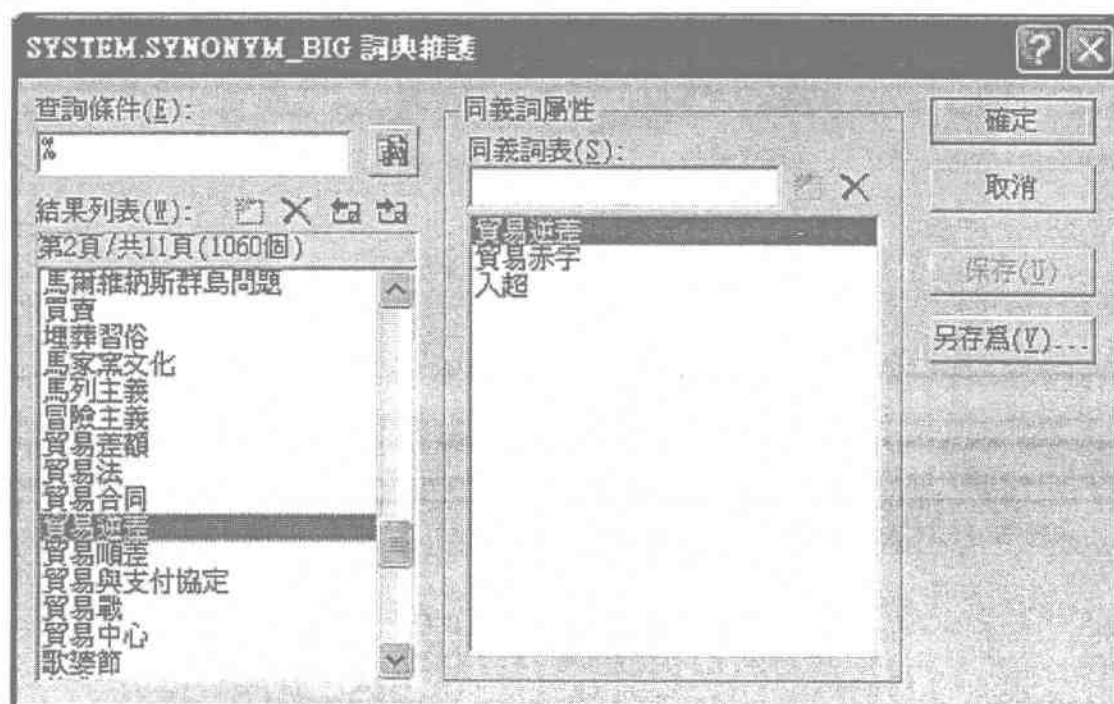 SYSTEM.SYNONYM_BIG 詞典維護
查詢條件(E):
%
結果列表(W):
第2頁/共11頁(1060個)
馬爾維納斯群島問題
買賣
埋葬習俗
馬家窯文化
馬列主義
冒險主義
貿易差額
貿易法
貿易合同
貿易逆差
貿易順差
貿易與支付協定
貿易戰
貿易中心
歌婆節
同義詞屬性
同義詞表(S):
貿易逆差
貿易赤字
入超
確定
取消
保存(U)
另存爲(V)...